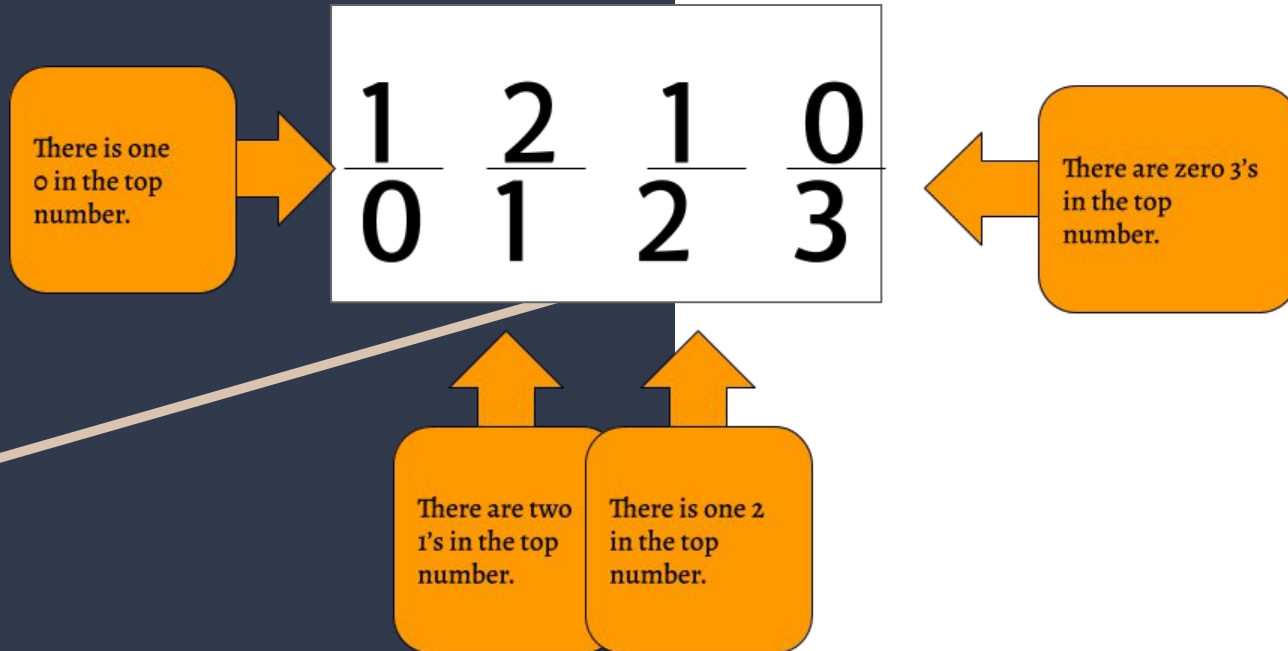 1 2 1 0
0 1 2 3
There is one
0 in the top
number.
There are zero 3's
in the top
number.
There are two
1's in the top
number.
There is one 2
in the top
number.